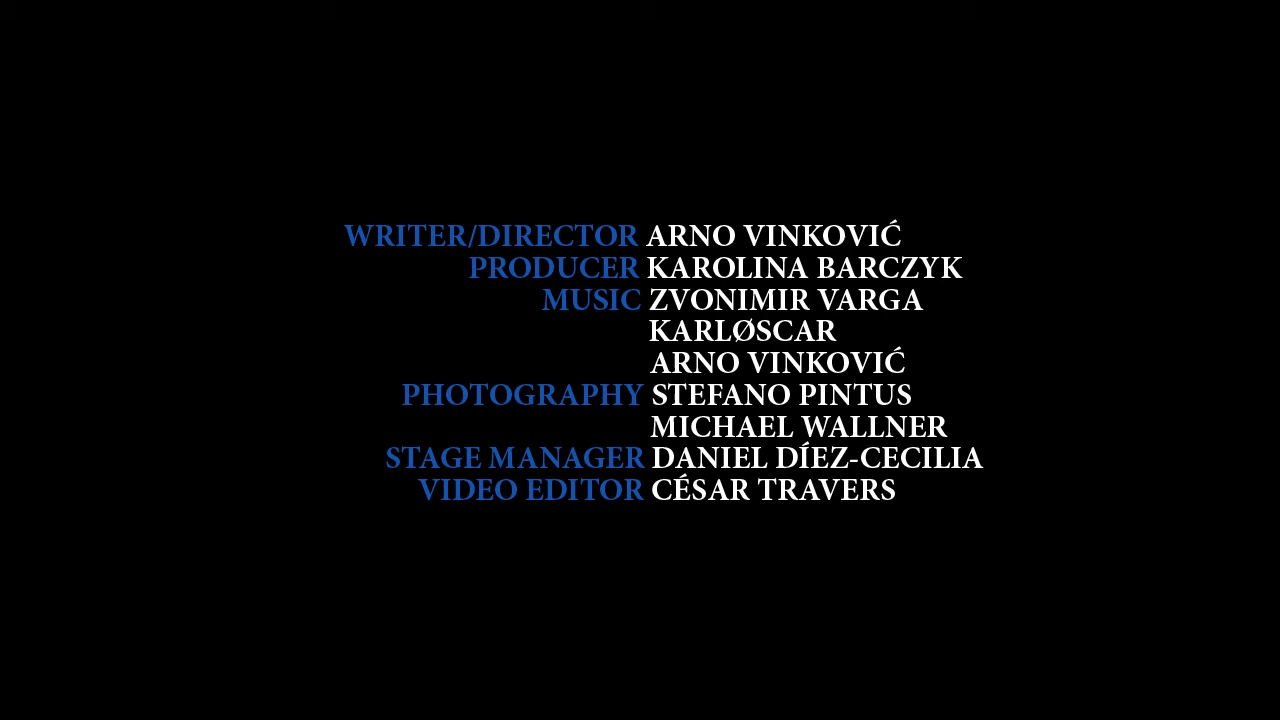 WRITER/DIRECTOR ARNO VINKOVIĆ
PRODUCER KAROLINA BARCZYK
MUSIC ZVONIMIR VARGA
KARLØSCAR
ARNO VINKOVIĆ
PHOTOGRAPHY STEFANO PINTUS
MICHAEL WALLNER
STAGE MANAGER DANIEL DÍEZ-CECILIA
VIDEO EDITOR CÉSAR TRAVERS